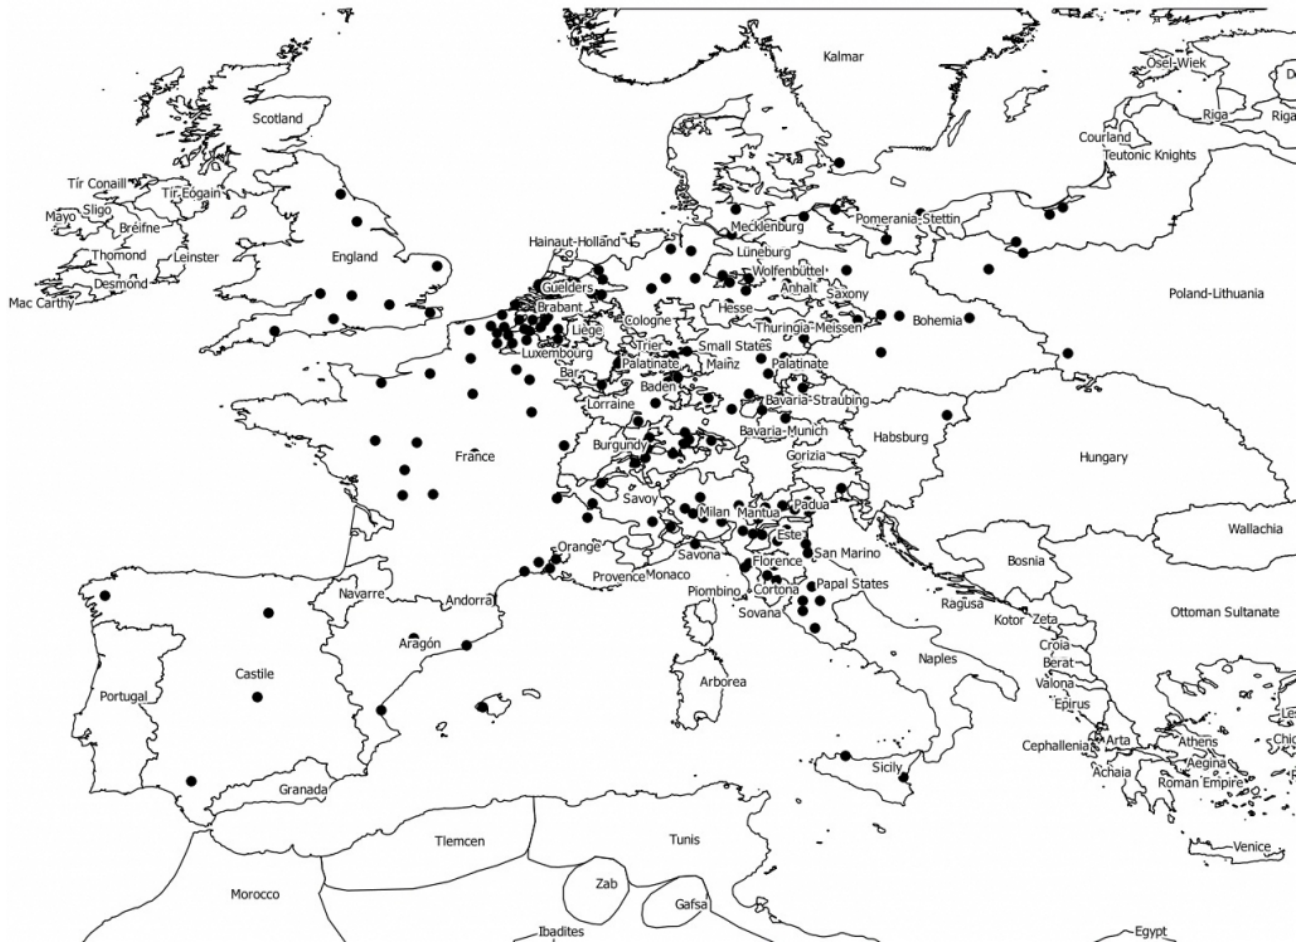 Kalmar
Osel-Wiek
Riga
Riga
Courland
Teutonic Knights
Scotland
Tír Conaill
Tír Eógain
Sligo
Mayo
Bréifne
Thomond
Leinster
Desmond
Mac Carthy
England
Pomerania-Stettin
Mecklenburg
Hainaut-Holland
Lüneburg
Wolfenbüttel
Guelders
Anhalt
Saxony
Poland-Lithuania
Brabant
Hesse
Cologne
Bohemia
Liège
Thuringia-Meissen
Trier
Small States
Luxembourg
Palatinate
Mainz
Palatinate
Bar
Baden
Lorraine
Bavaria-Straubing
Bavaria-Munich
Habsburg
Burgundy
France
Gorizia
Hungary
Savoy
Milan
Mantua
Padua
Wallachia
Este
Orange
Savona
San Marino
Florence
Bosnia
Provence
Monaco
Navarre
Andorra
Piombino
Cortona
Papal States
Ragusa
Sovana
Kotor
Zeta
Ottoman Sultanate
Aragón
Croia
Naples
Berat
Castile
Arborea
Valona
Portugal
Epirus
Les
Cephallenia
Arta
Athens
Chic
Aegina
Achaia
Roman Empire
Sicily
Granada
Tlemcen
Tunis
Venice
Zab
Morocco
Gafsa
Ibadites
Egypt